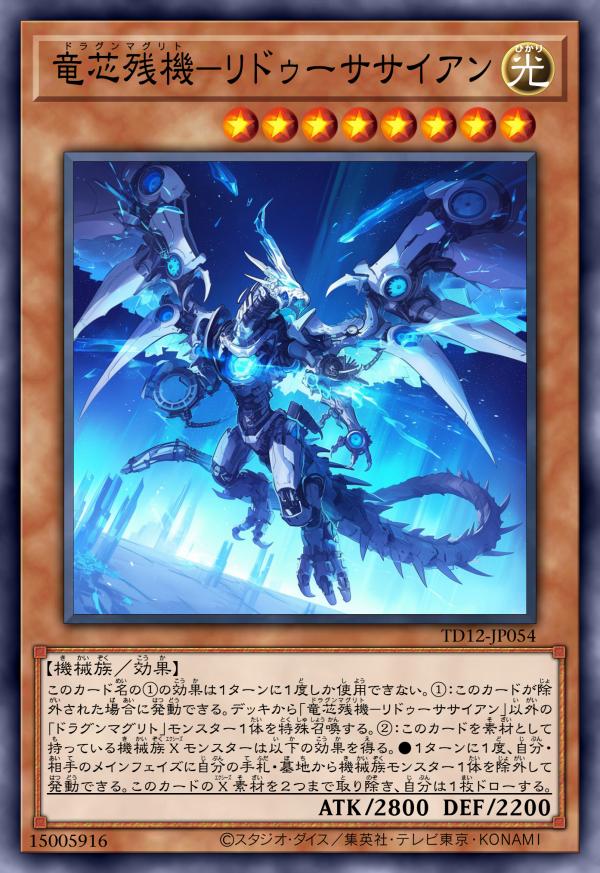 ドラグンマグリト
竜芯残機－リドゥーササイアン
ひかり
光
TD12-JP054
【機械族／効果】
このカード名の①の効果は1ターンに1度しか使用できない。①：このカードが除
外された場合に発動できる。デッキから「竜芯残機－リドゥーササイアン」以外の
「ドラグンマグリト」モンスター1体を特殊召喚する。②：このカードを素材として
持っている機械族Xモンスターは以下の効果を得る。●1ターンに1度、自分・
相手のメインフェイズに自分の手札・墓地から機械族モンスター1体を除外して
発動できる。このカードのX素材を2つまで取り除き、自分は1枚ドローする。
ATK/2800 DEF/2200
15005916
©スタジオ・ダイス／集英社・テレビ東京・KONAMI